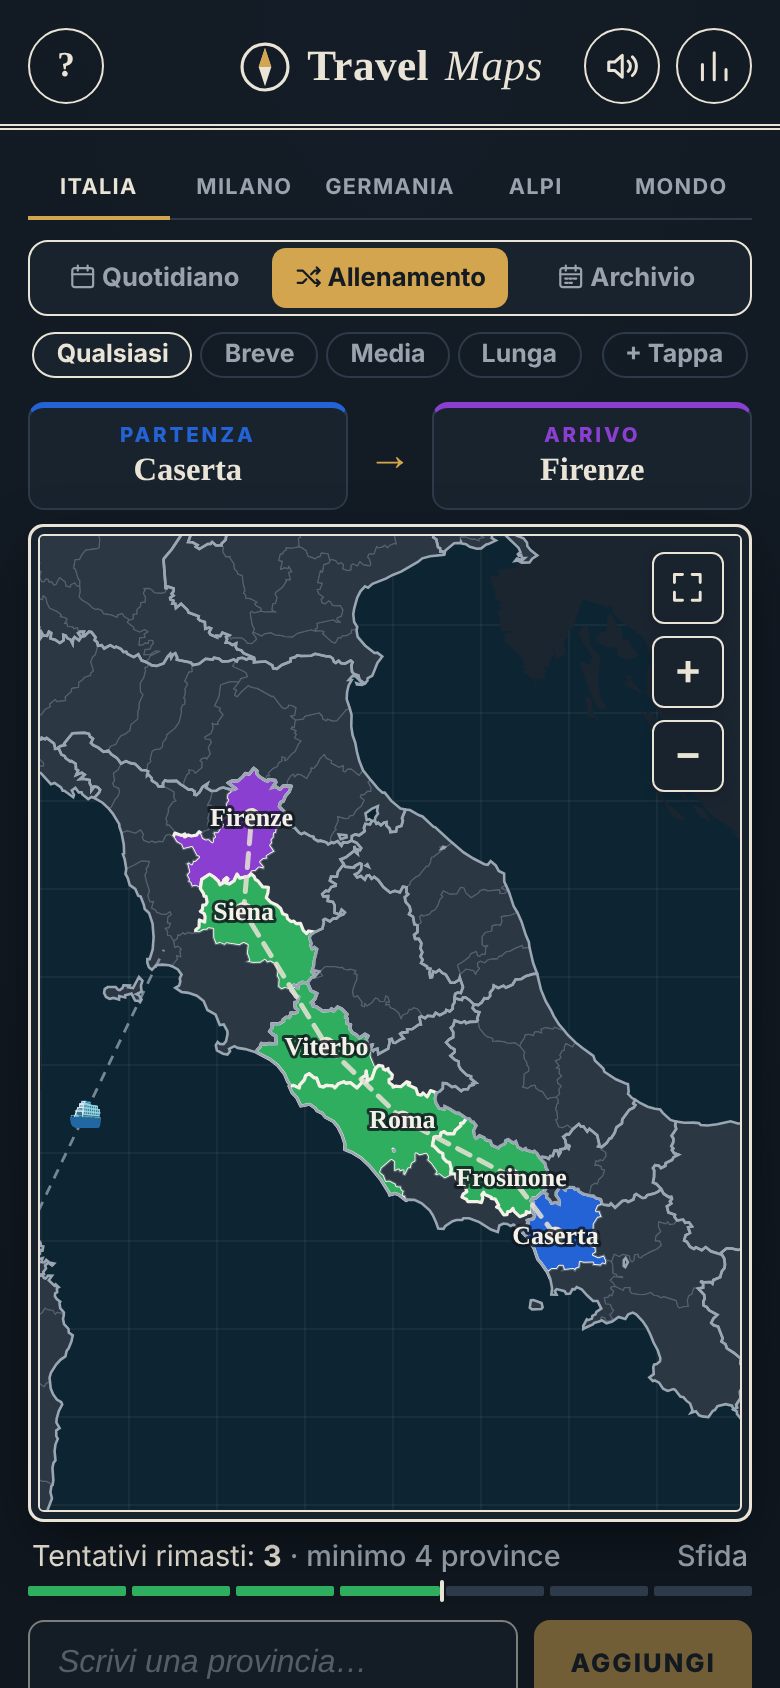 ?
Travel Maps
ITALIA MILANO GERMANIA ALPI MONDO
Quotidiano Allenamento Archivio
Qualsiasi Breve Media Lunga + Tappa
PARTENZA
Caserta
→
ARRIVO
Firenze
+
−
Firenze
Siena
Viterbo
Roma
Frosinone
Caserta
Tentativi rimasti: 3 · minimo 4 province Sfida
Scrivi una provincia… AGGIUNGI